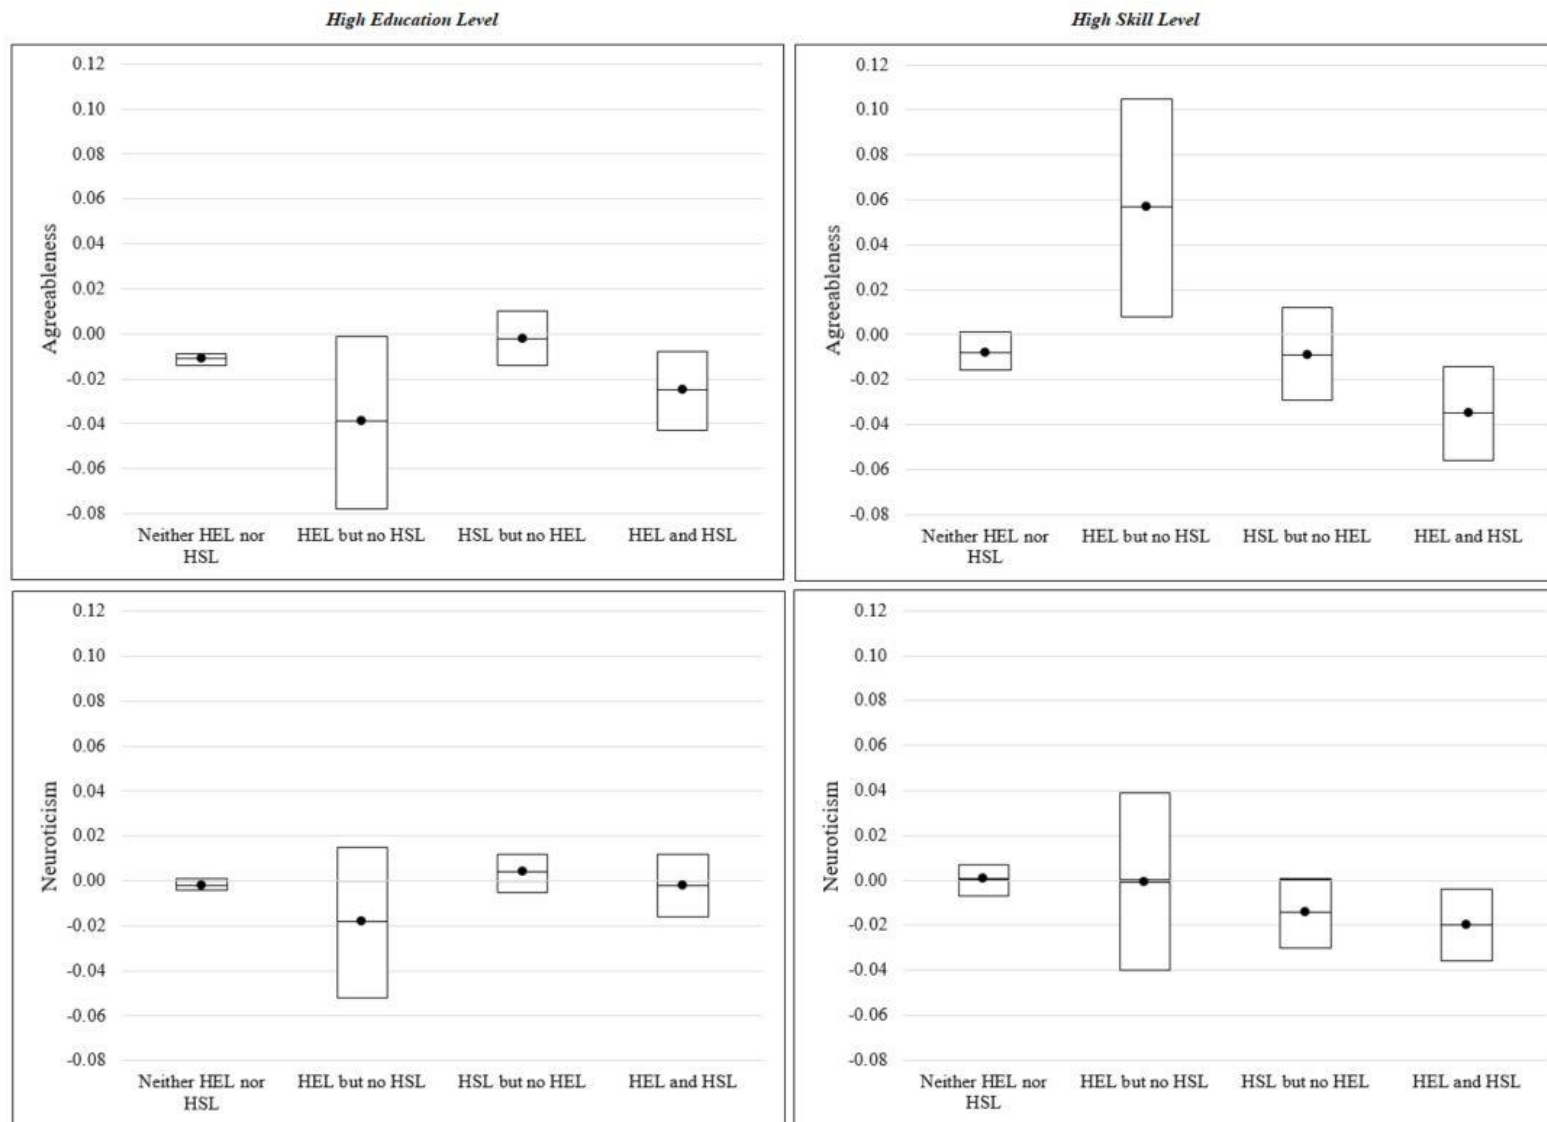 High Education Level
High Skill Level
0.12
0.10
0.08
0.06
0.04
0.02
0.00
-0.02
-0.04
-0.06
-0.08
Agreeableness
Neither HEL nor
HSL
HEL but no HSL
HSL but no HEL
HEL and HSL
0.12
0.10
0.08
0.06
0.04
0.02
0.00
-0.02
-0.04
-0.06
-0.08
Agreeableness
Neither HEL nor
HSL
HEL but no HSL
HSL but no HEL
HEL and HSL
0.12
0.10
0.08
0.06
0.04
0.02
0.00
-0.02
-0.04
-0.06
-0.08
Neuroticism
Neither HEL nor
HSL
HEL but no HSL
HSL but no HEL
HEL and HSL
0.12
0.10
0.08
0.06
0.04
0.02
0.00
-0.02
-0.04
-0.06
-0.08
Neuroticism
Neither HEL nor
HSL
HEL but no HSL
HSL but no HEL
HEL and HSL